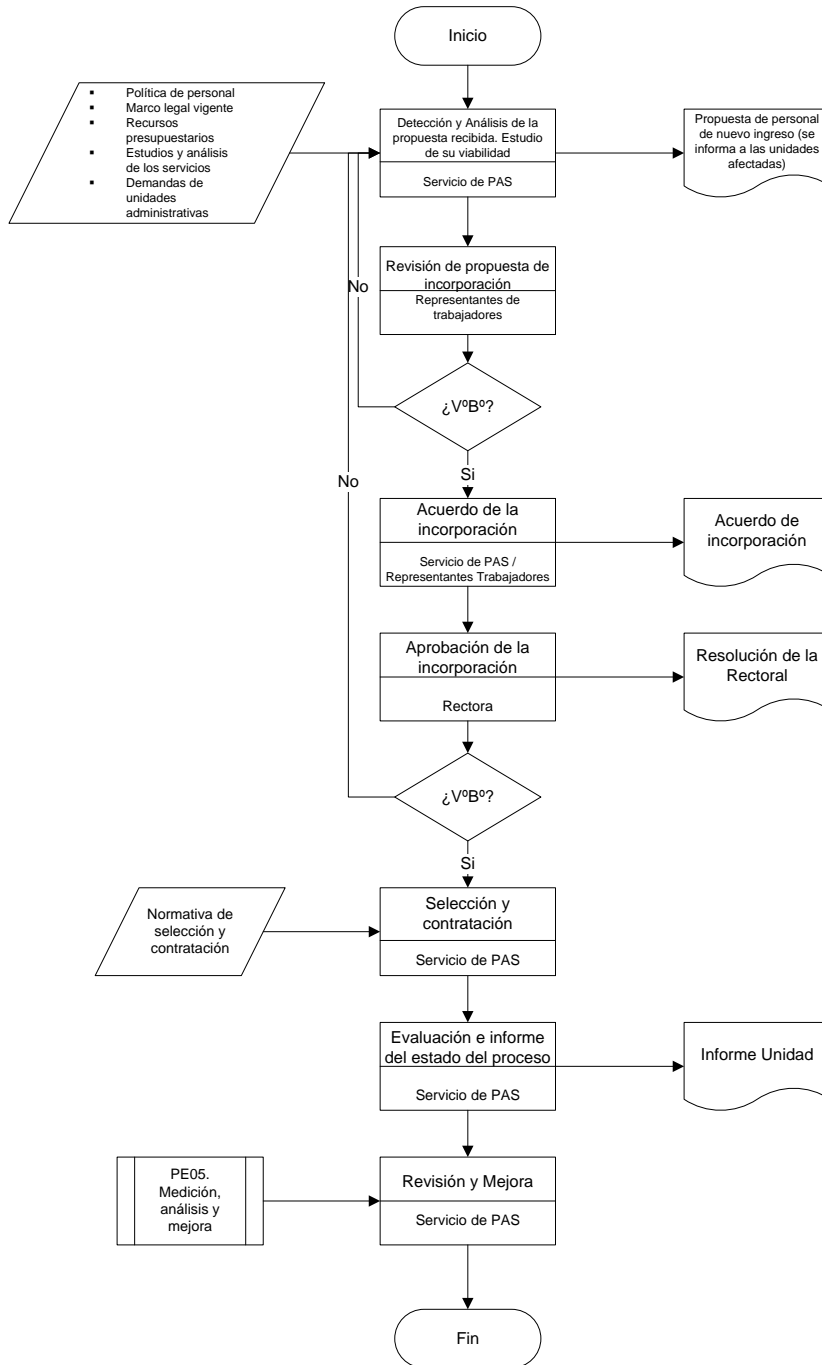 Inicio
▪ Política de personal
▪ Marco legal vigente
▪ Recursos
presupuestarios
▪ Estudios y análisis
de los servicios
▪ Demandas de
unidades
administrativas
Detección y Análisis de la
propuesta recibida. Estudio
de su viabilidad
Servicio de PAS
Propuesta de personal
de nuevo ingreso (se
informa a las unidades
afectadas)
Revisión de propuesta de
incorporación
Representantes de
trabajadores
No
¿VºBº?
Si
No
Acuerdo de la
incorporación
Servicio de PAS /
Representantes Trabajadores
Acuerdo de
incorporación
Aprobación de la
incorporación
Rectora
Resolución de la
Rectoral
¿VºBº?
Si
Normativa de
selección y
contratación
Selección y
contratación
Servicio de PAS
Evaluación e informe
del estado del proceso
Servicio de PAS
Informe Unidad
PE05.
Medición,
análisis y
mejora
Revisión y Mejora
Servicio de PAS
Fin